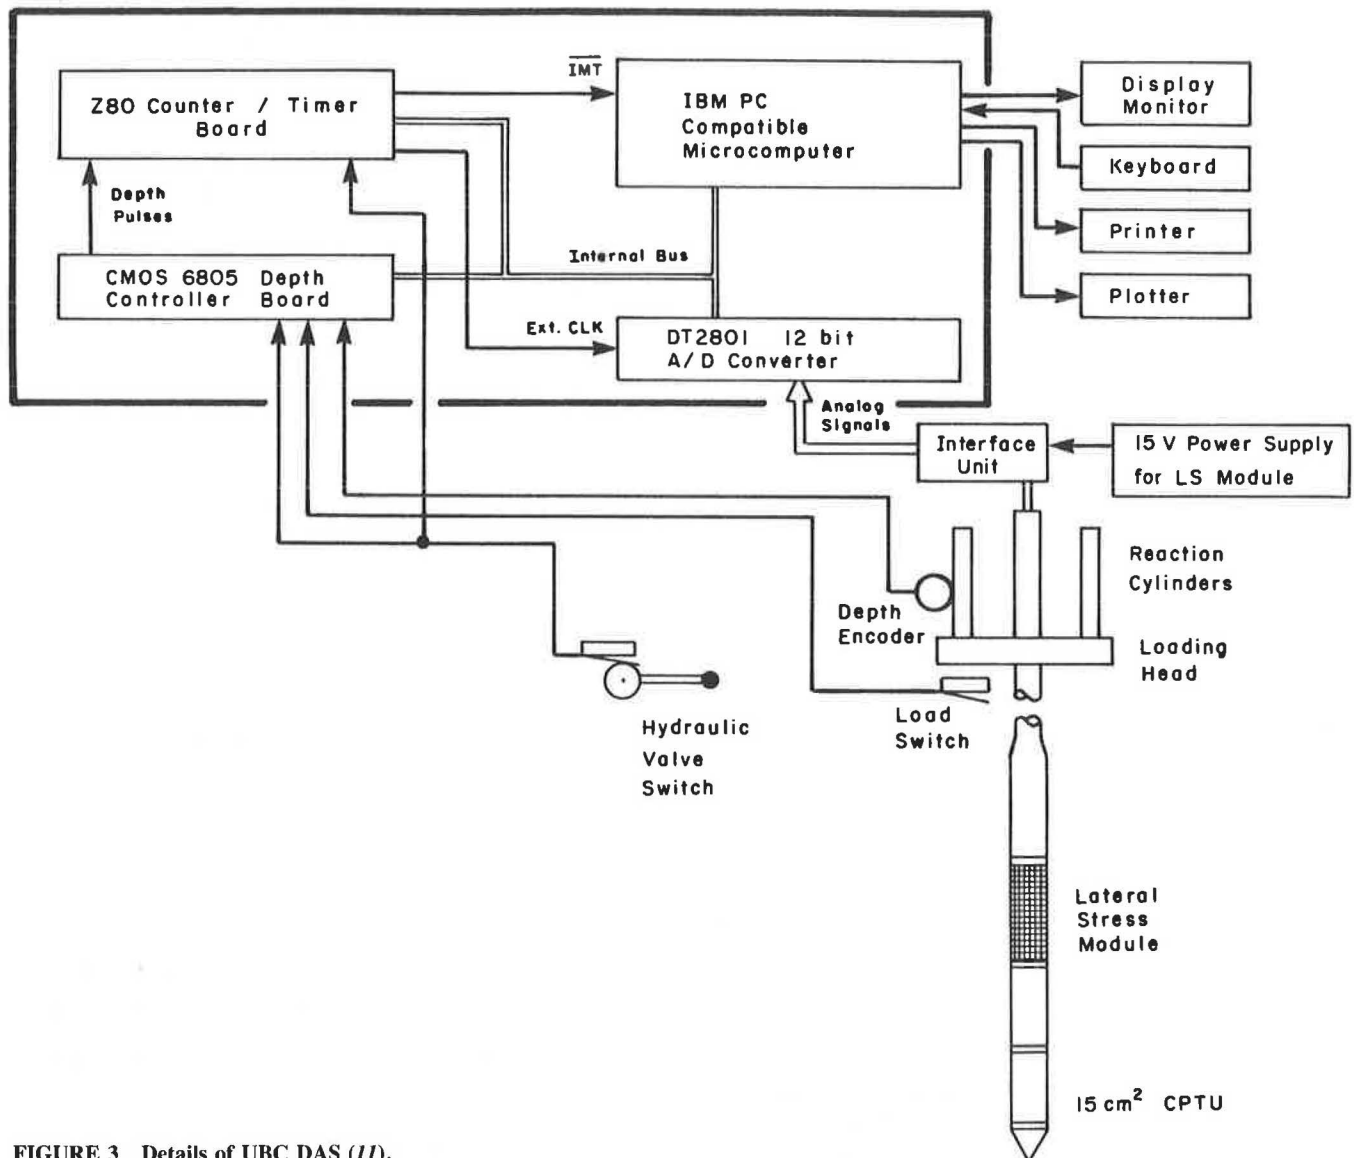 IMT
Z80 Counter / Timer
Board
IBM PC
Compatible
Microcomputer
Display
Monitor
Keyboard
Printer
Plotter
Depth
Pulses
Internal Bus
CMOS 6805 Depth
Controller Board
Ext. CLK
DT2801 12 bit
A/D Converter
Analog
Signals
Interface
Unit
15 V Power Supply
for LS Module
Reaction
Cylinders
Depth
Encoder
Loading
Head
Load
Switch
Hydraulic
Valve
Switch
Lateral
Stress
Module
15 cm² CPTU
FIGURE 3 Details of UBC DAS (11).